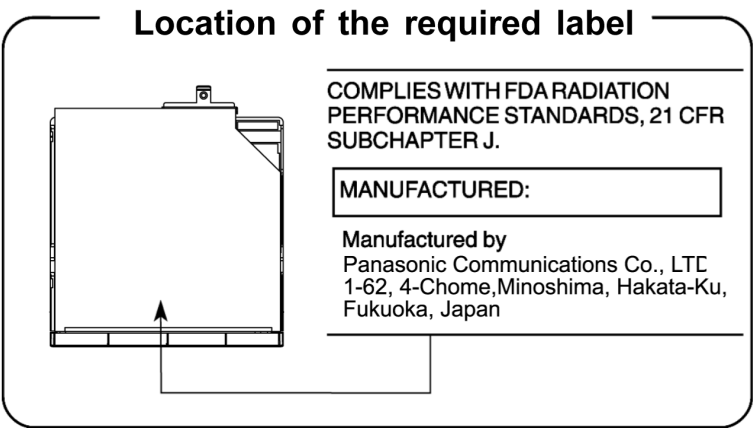 Location of the required label
COMPLIES WITH FDA RADIATION
PERFORMANCE STANDARDS, 21 CFR
SUBCHAPTER J.
MANUFACTURED:
Manufactured by
Panasonic Communications Co., LTD
1-62, 4-Chome,Minoshima, Hakata-Ku,
Fukuoka, Japan